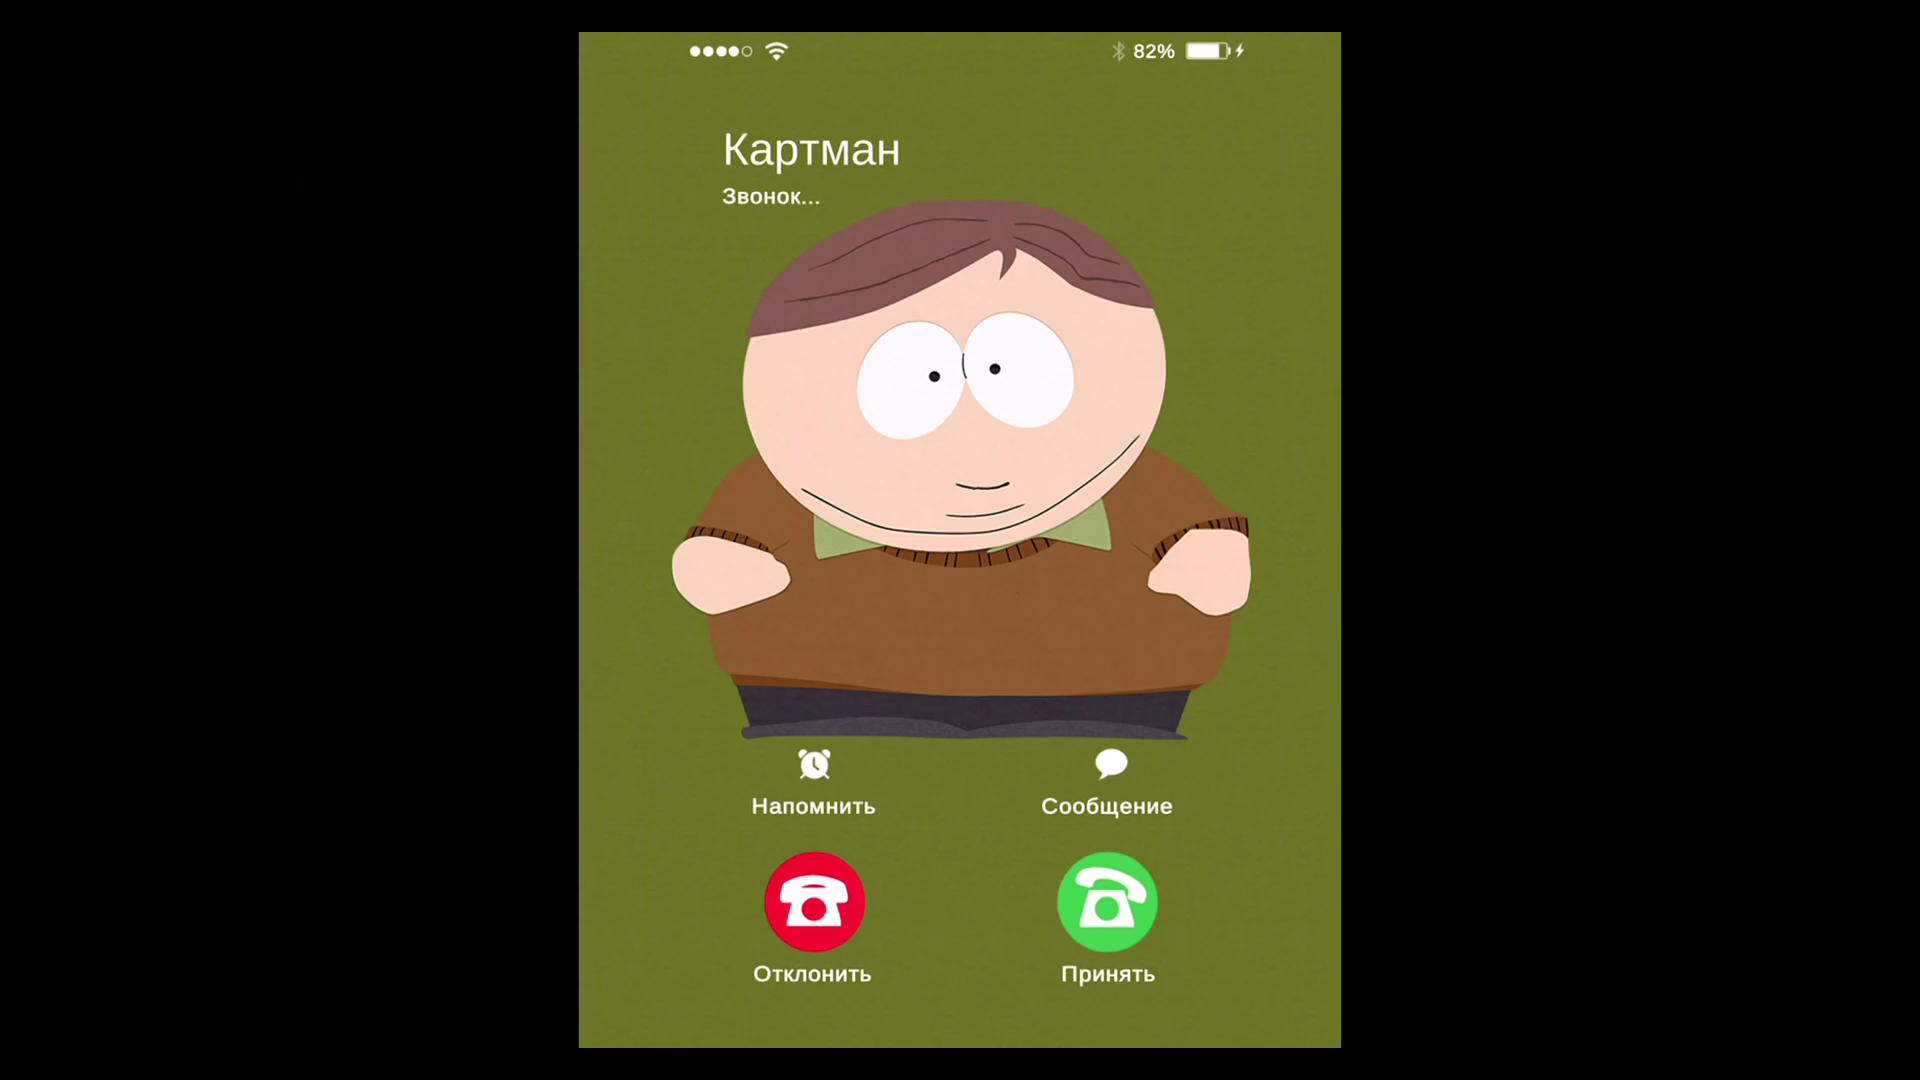 82%
Картман
Звонок...
Напомнить
Сообщение
Отклонить
Принять